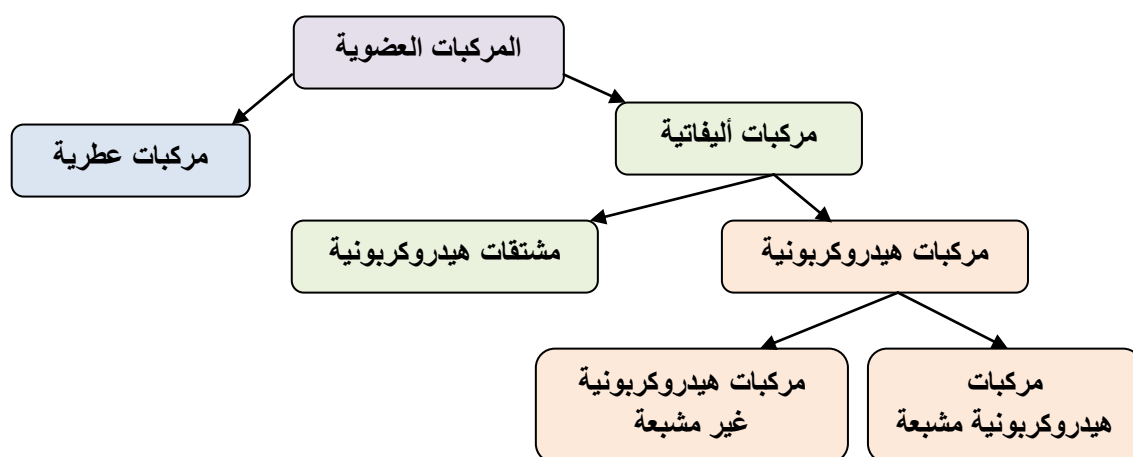 المركبات العضوية
مركبات أليفاتية
مركبات عطرية
مركبات هيدروكربونية
مشتقات هيدروكربونية
مركبات
هيدروكربونية مشبعة
مركبات هيدروكربونية
غير مشبعة